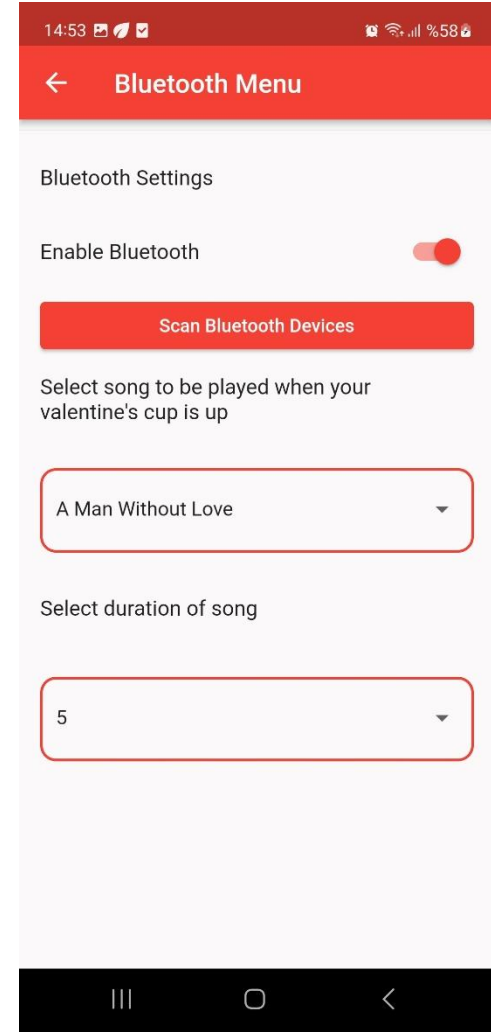 14:53 %58
Bluetooth Menu
Bluetooth Settings
Enable Bluetooth
Scan Bluetooth Devices
Select song to be played when your
valentine's cup is up
A Man Without Love
Select duration of song
5